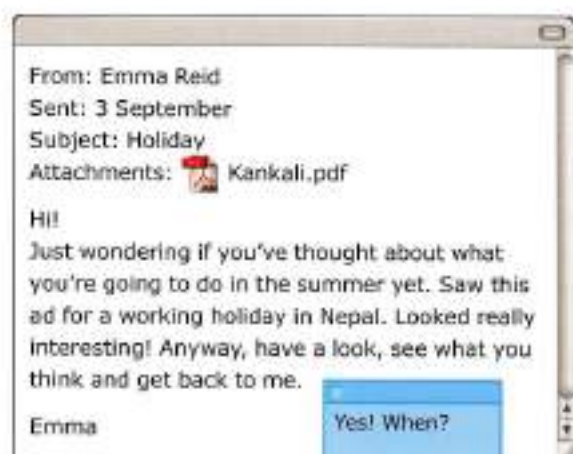 From: Emma Reid
Sent: 3 September
Subject: Holiday
Attachments: Kankali.pdf
Hi!
Just wondering if you've thought about what
you're going to do in the summer yet. Saw this
ad for a working holiday in Nepal. Looked really
interesting! Anyway, have a look, see what you
think and get back to me.
Emma
Yes! When?